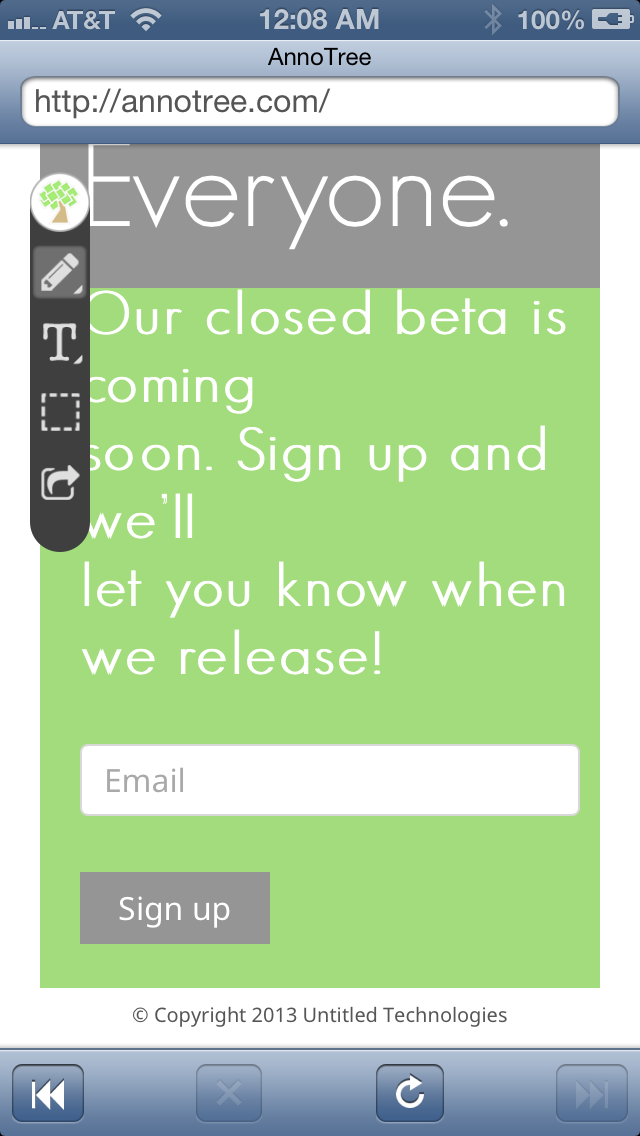 AT&T 12:08 AM 100%
AnnoTree
http://annotree.com/
Everyone.
Our closed beta is
coming
soon. Sign up and
we'll
let you know when
we release!
T
Email
Sign up
© Copyright 2013 Untitled Technologies